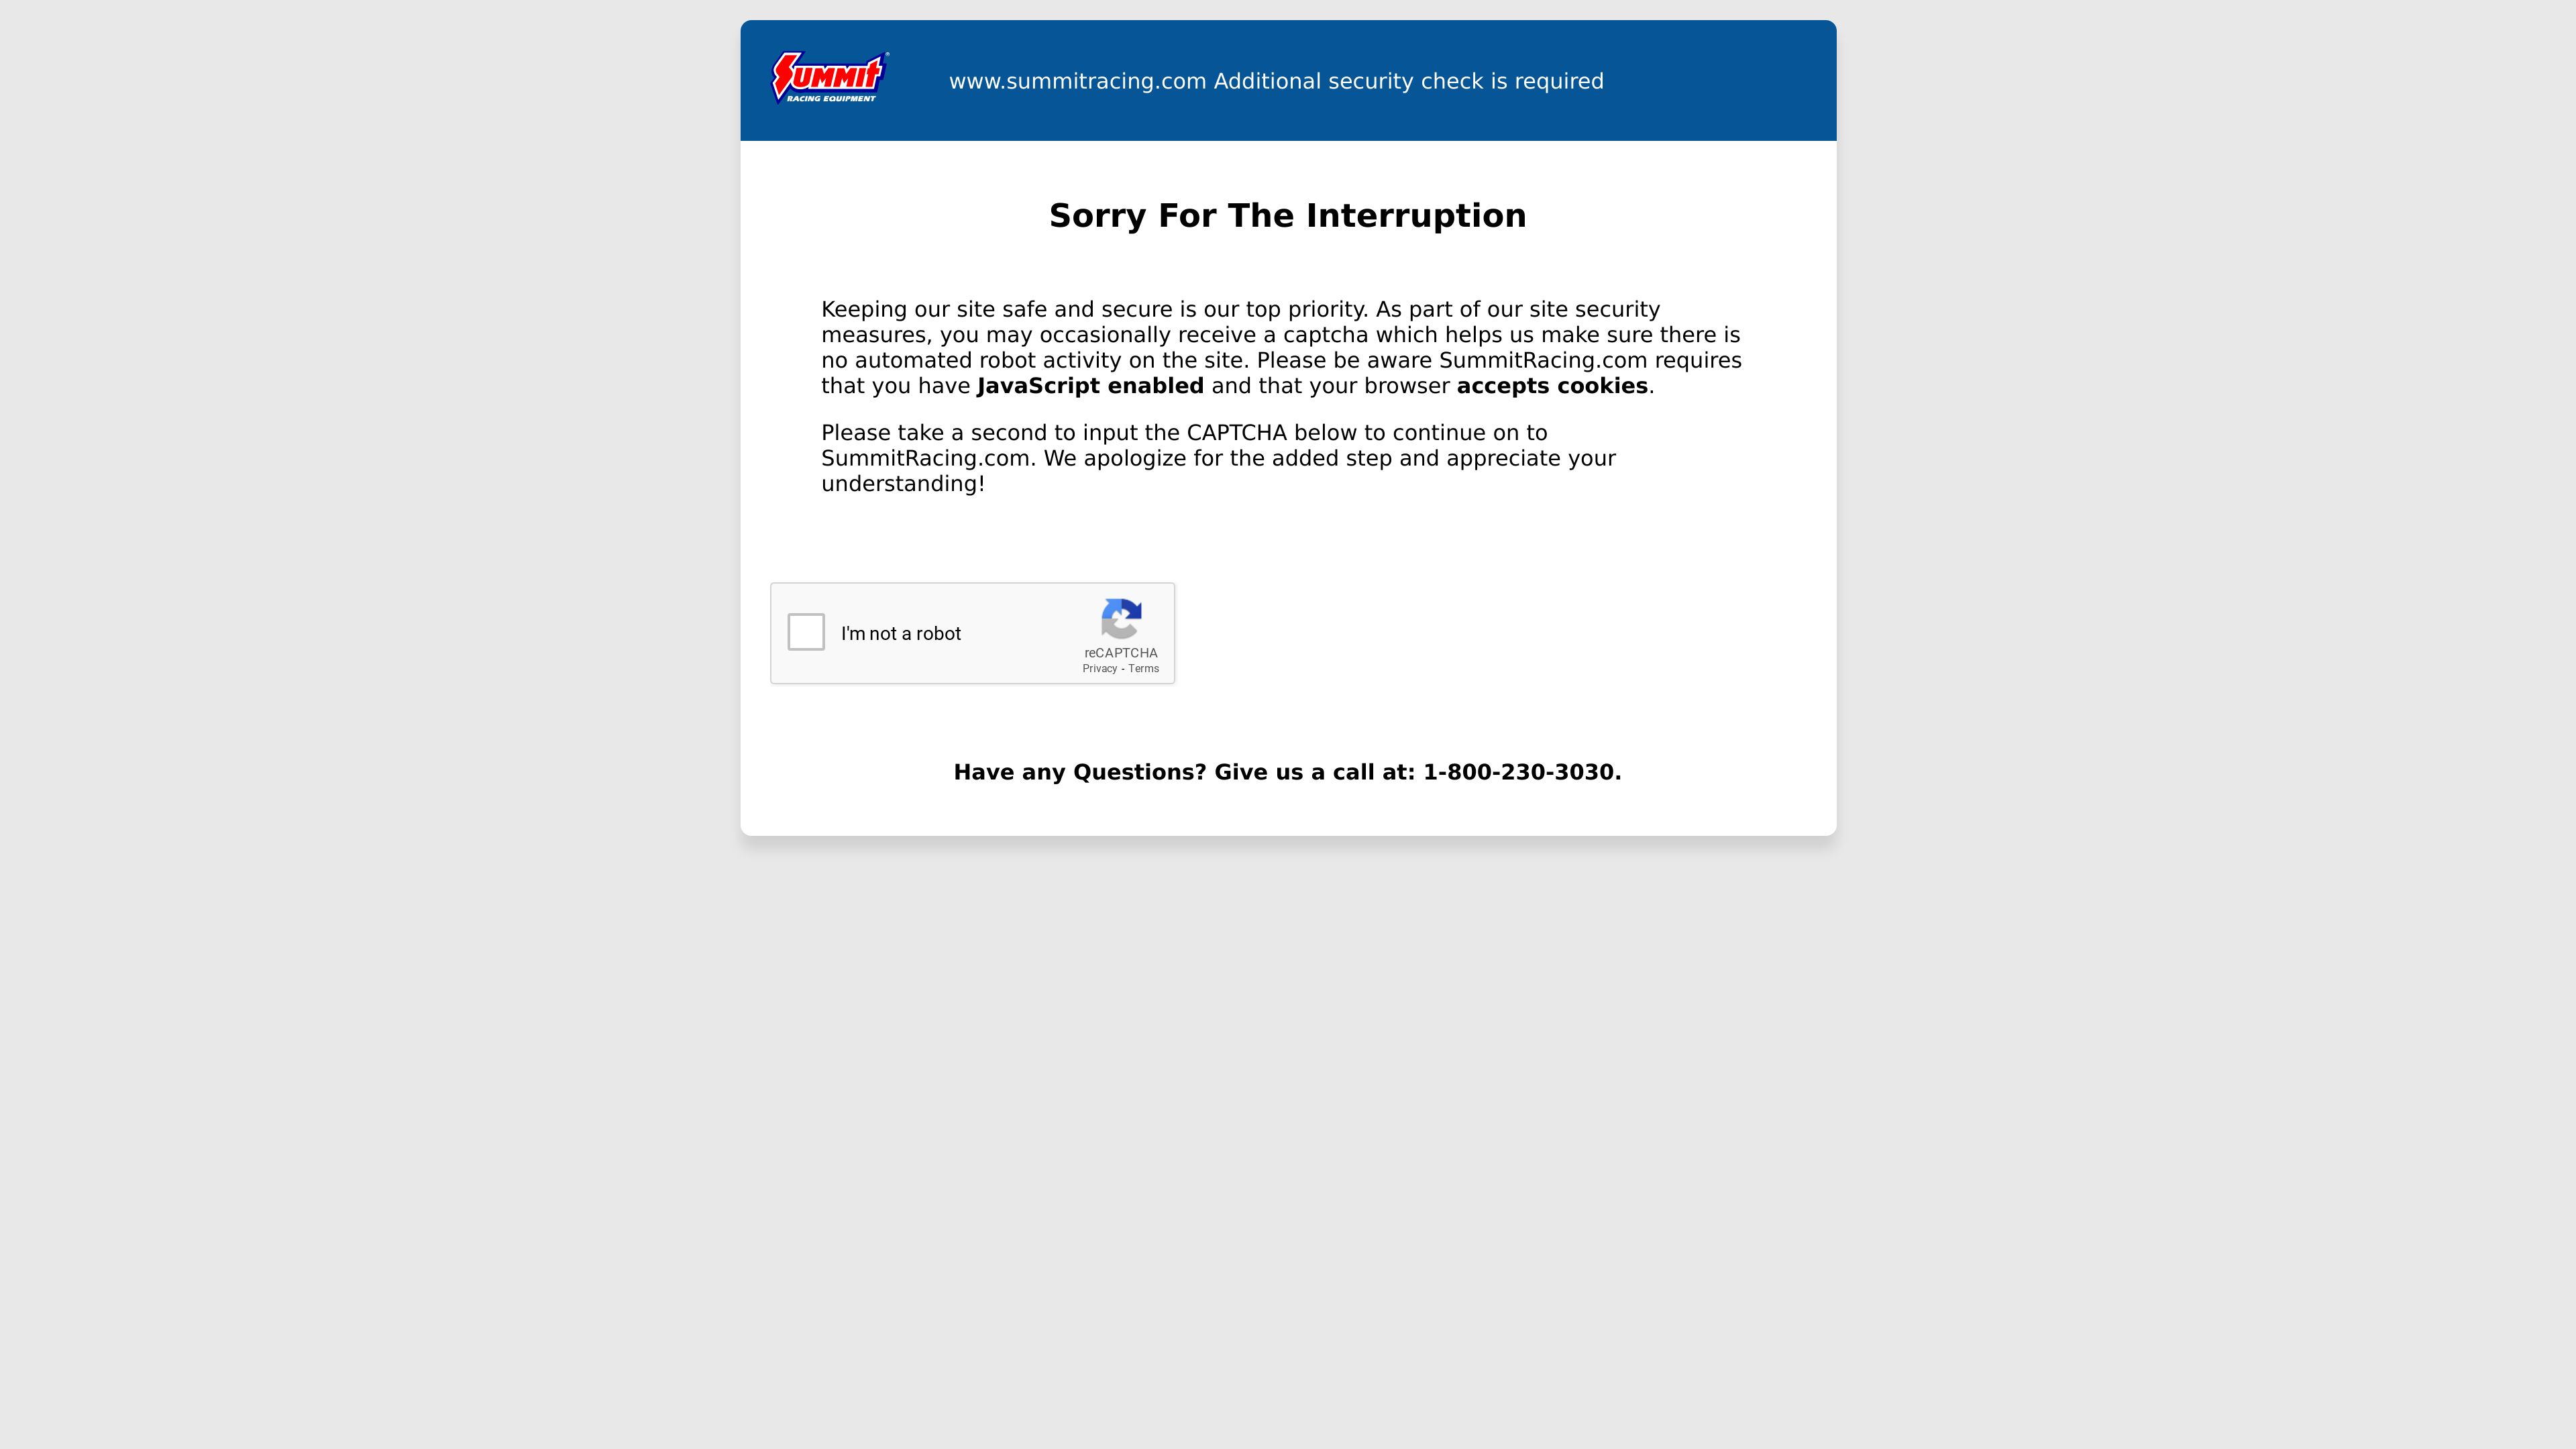 SUMMIT
RACING EQUIPMENT
www.summitracing.com Additional security check is required
Sorry For The Interruption
Keeping our site safe and secure is our top priority. As part of our site security
measures, you may occasionally receive a captcha which helps us make sure there is
no automated robot activity on the site. Please be aware SummitRacing.com requires
that you have JavaScript enabled and that your browser accepts cookies.
Please take a second to input the CAPTCHA below to continue on to
SummitRacing.com. We apologize for the added step and appreciate your
understanding!
I'm not a robot
reCAPTCHA
Privacy - Terms
Have any Questions? Give us a call at: 1-800-230-3030.